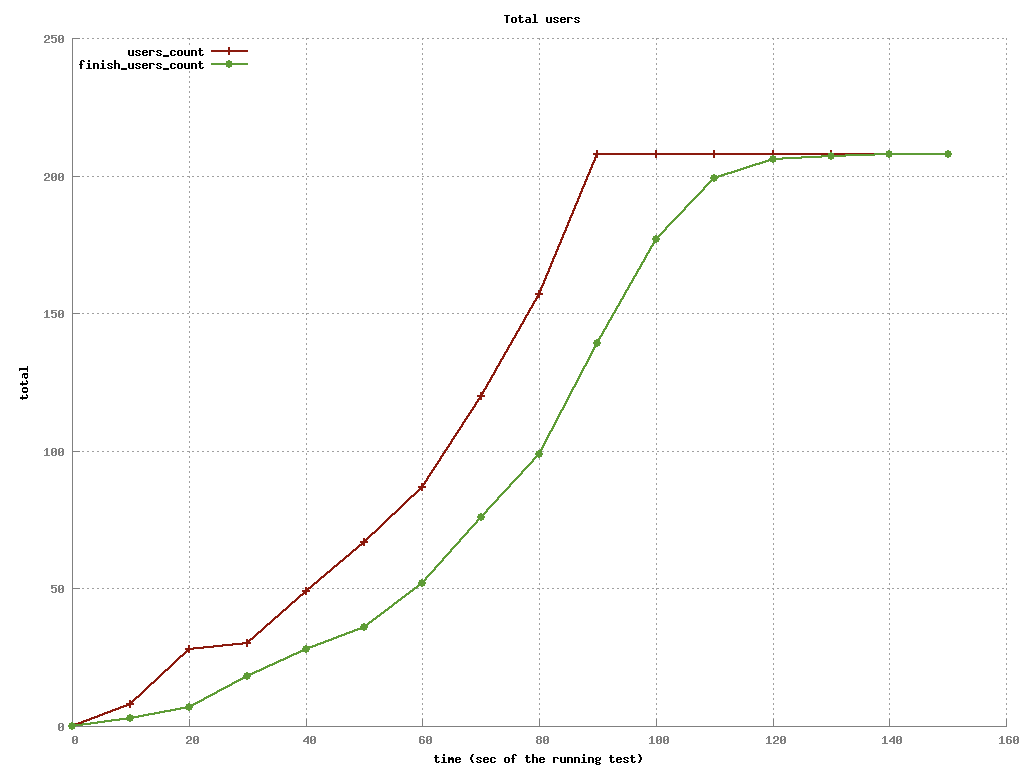 Total users
250
users_count
finish_users_count
200
150
total
100
50
0
0 20 40 60 80 100 120 140 160
time (sec of the running test)